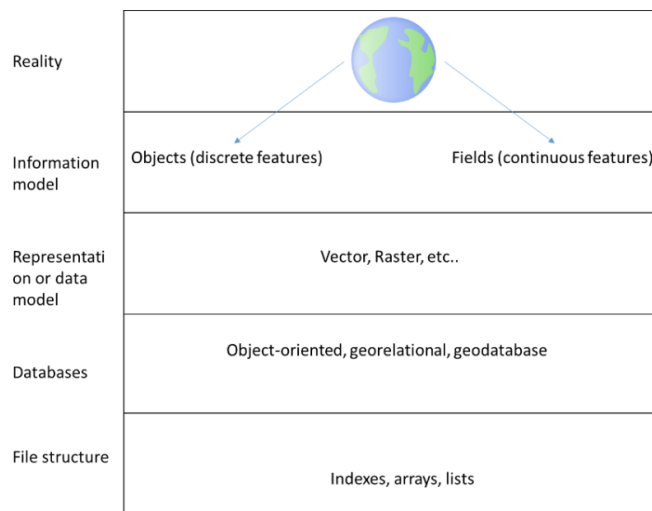 Reality
Information
model
Objects (discrete features)
Fields (continuous features)
Representati
on or data
model
Vector, Raster, etc..
Databases
Object-oriented, georelational, geodatabase
File structure
Indexes, arrays, lists